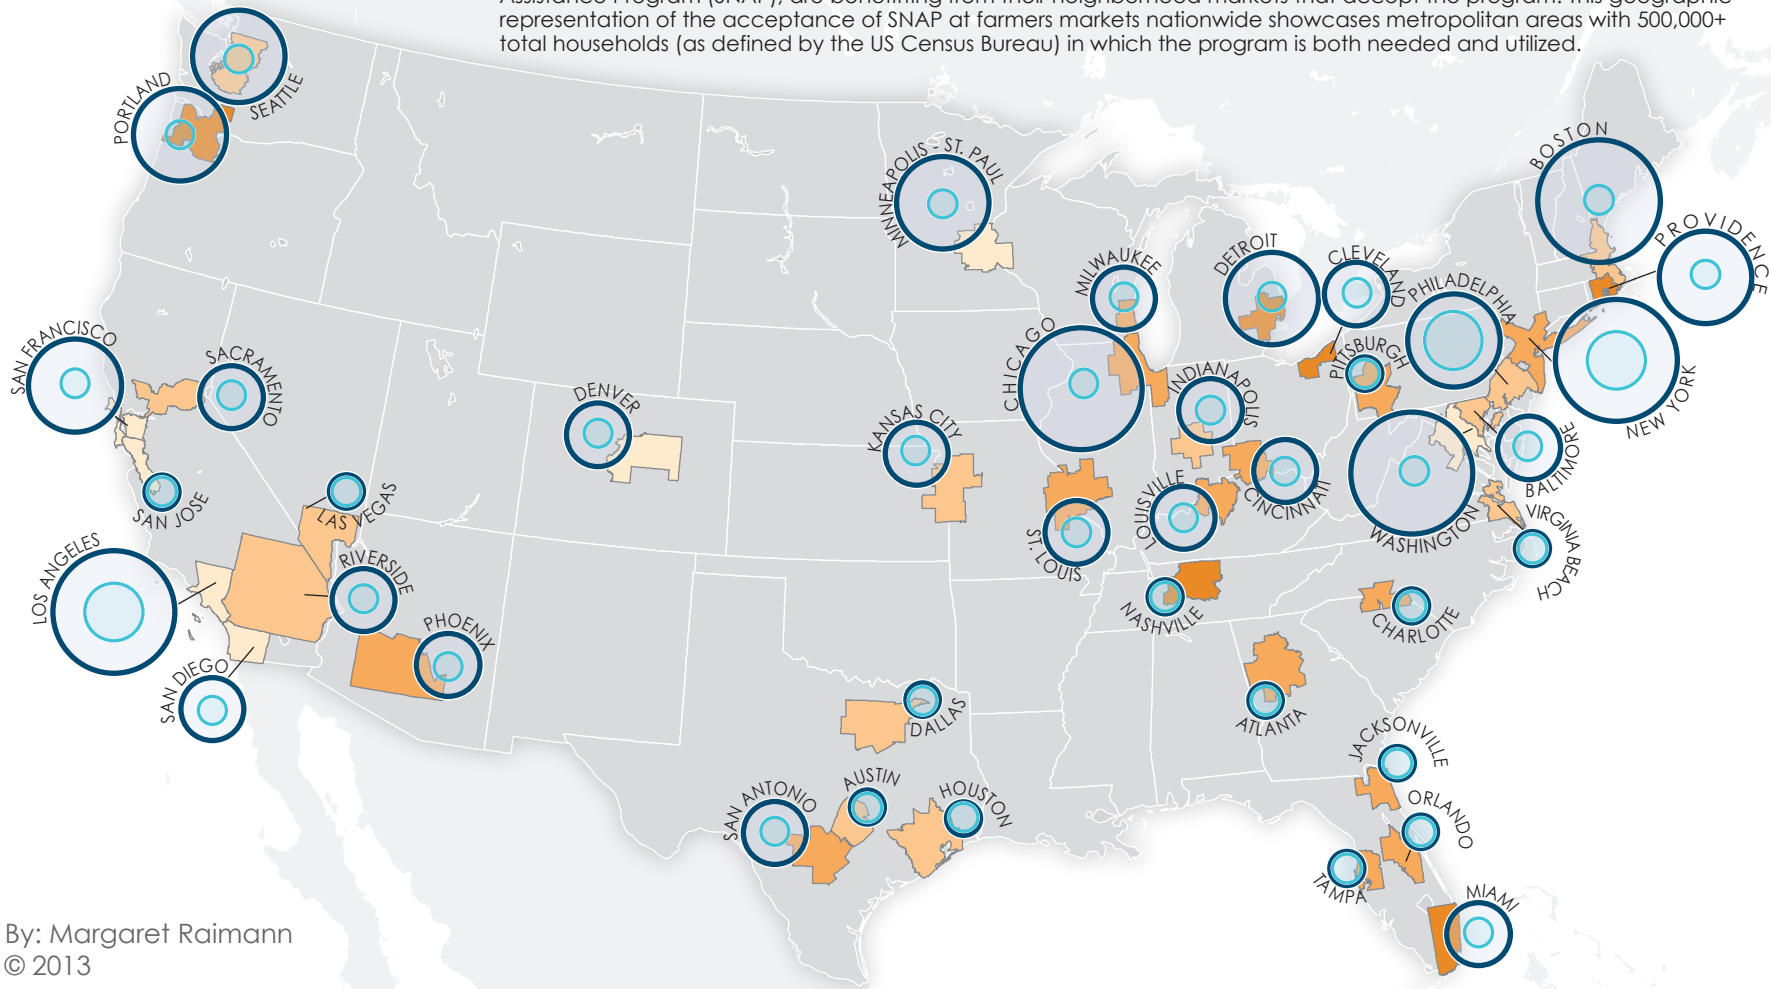 representation of the acceptance of SNAP at farmers markets nationwide showcases metropolitan areas with 500,000+
total households (as defined by the US Census Bureau) in which the program is both needed and utilized.
SEATTLE
PORTLAND
MINNEAPOLIS - ST. PAUL
BOSTON
PROVIDENCE
MILWAUKEE
DETROIT
CLEVELAND
PHILADELPHIA
SAN FRANCISCO
SACRAMENTO
DENVER
KANSAS CITY
CHICAGO
INDIANAPOLIS
PITTSBURGH
NEW YORK
SAN JOSE
LAS VEGAS
ST. LOUIS
LOUISVILLE
CINCINNATI
WASHINGTON
BALTIMORE
VIRGINIA BEACH
LOS ANGELES
RIVERSIDE
PHOENIX
SAN DIEGO
NASHVILLE
CHARLOTTE
DALLAS
ATLANTA
SAN ANTONIO
AUSTIN
HOUSTON
JACKSONVILLE
ORLANDO
TAMPA
MIAMI
By: Margaret Raimann
© 2013